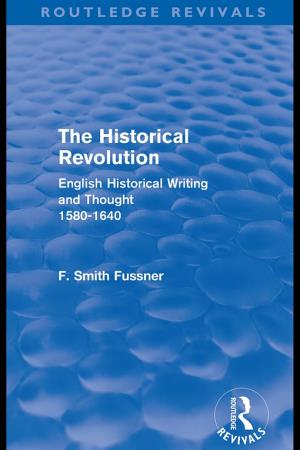 ROUTLEDGE REVIVALS
The Historical
Revolution
English Historical Writing
and Thought
1580-1640
F. Smith Fussner
ROUTLEDGE
REVIVALS